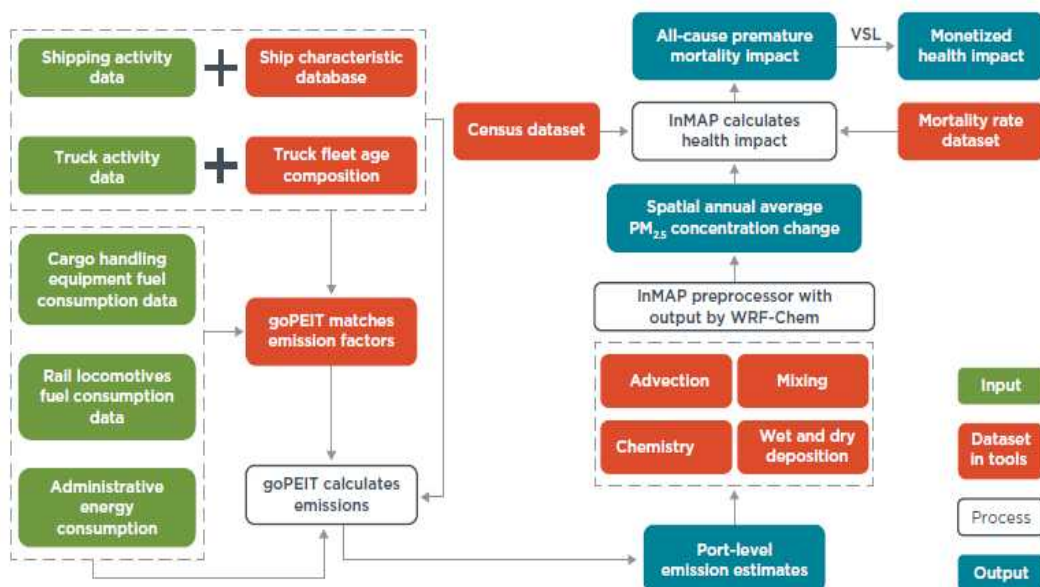 Shipping activity
data
+
Ship characteristic
database
Truck activity
data
+
Truck fleet age
composition
Cargo handling
equipment fuel
consumption data
Rail locomotives
fuel consumption
data
Administrative
energy
consumption
goPEIT matches
emission factors
goPEIT calculates
emissions
All-cause premature
mortality impact
VSL
Monetized
health impact
Census dataset
InMAP calculates
health impact
Mortality rate
dataset
Spatial annual average
PM2.5 concentration change
InMAP preprocessor with
output by WRF-Chem
Advection
Mixing
Chemistry
Wet and dry
deposition
Port-level
emission estimates
Input
Dataset
in tools
Process
Output